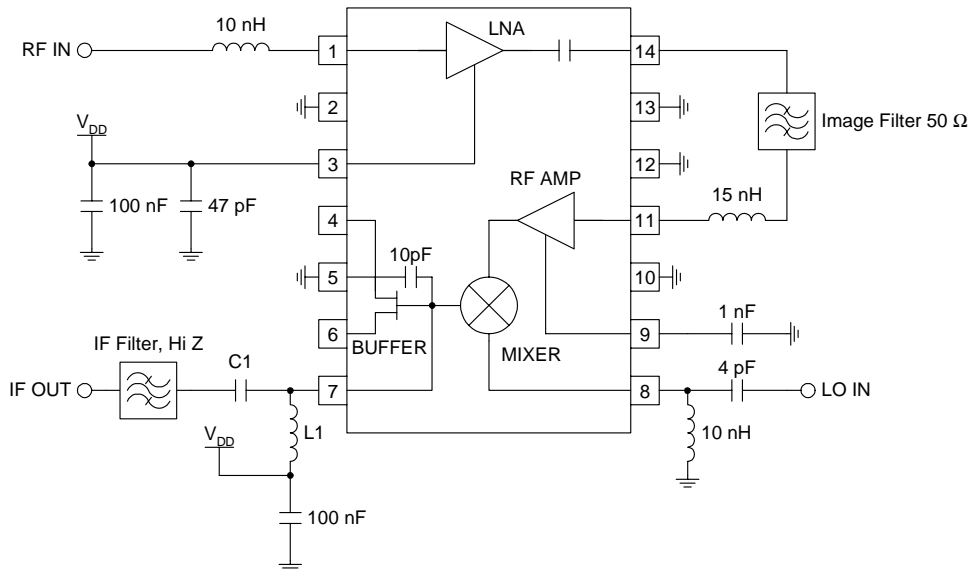 10 nH
LNA
RF IN
1
14
2
13
Image Filter 50 Ω
V_DD
3
12
RF AMP
15 nH
100 nF
47 pF
4
11
10pF
5
10
1 nF
6
9
IF Filter, Hi Z
BUFFER
MIXER
C1
4 pF
IF OUT
7
8
LO IN
V_DD
L1
10 nH
100 nF